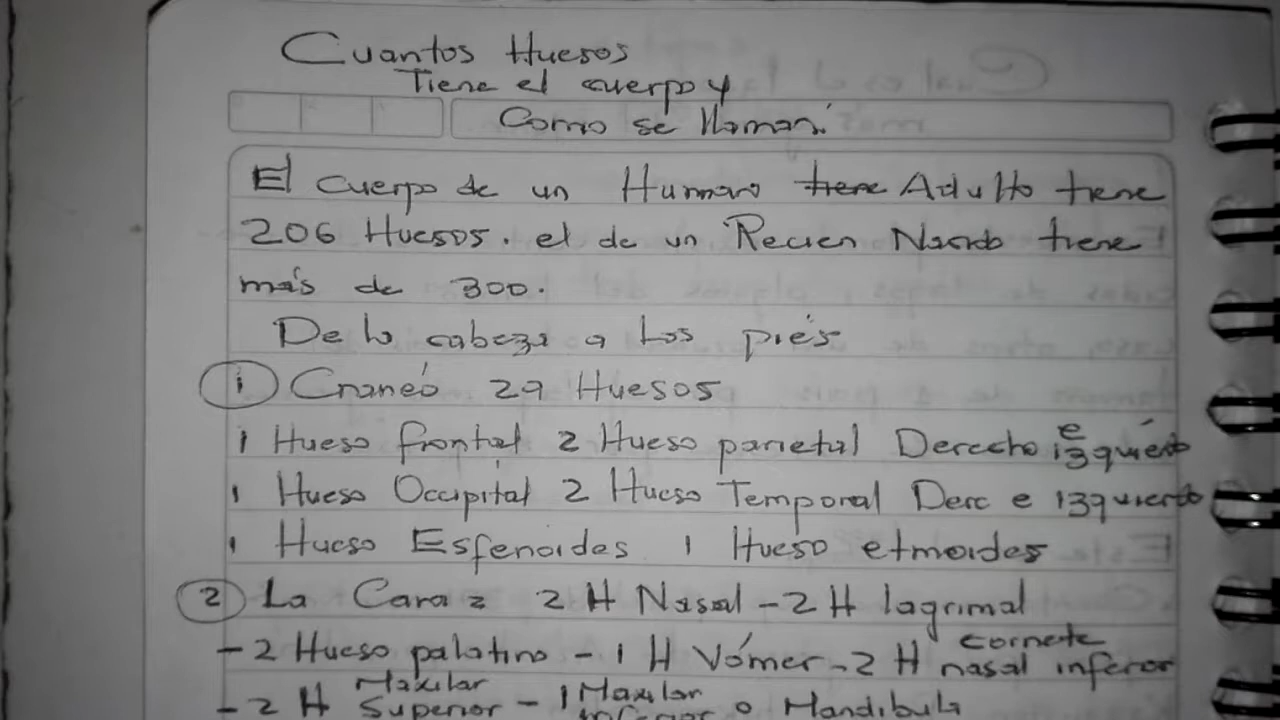 Cuantos Huesos
Tiene el cuerpo y
Como se llaman.
El cuerpo de un Humano tiene Adulto tiene
206 Huesos. el de un Recien Nacido tiene
más de 300.
De la cabeza a los piés
1 Craneó 29 Huesos
1 Hueso frontal 2 Hueso parietal Derecho e izquierdo
1 Hueso Occipital 2 Hueso Temporal Derc e izquierdo
1 Hueso Esfenoides 1 Hueso etmoides
2 La Cara = 2 H Nasal - 2 H lagrimal
- 2 Hueso palatino - 1 H Vómer - 2 H cornete nasal inferior
- 2 H Maxilar Superior - 1 Maxilar Inferior o Mandibula